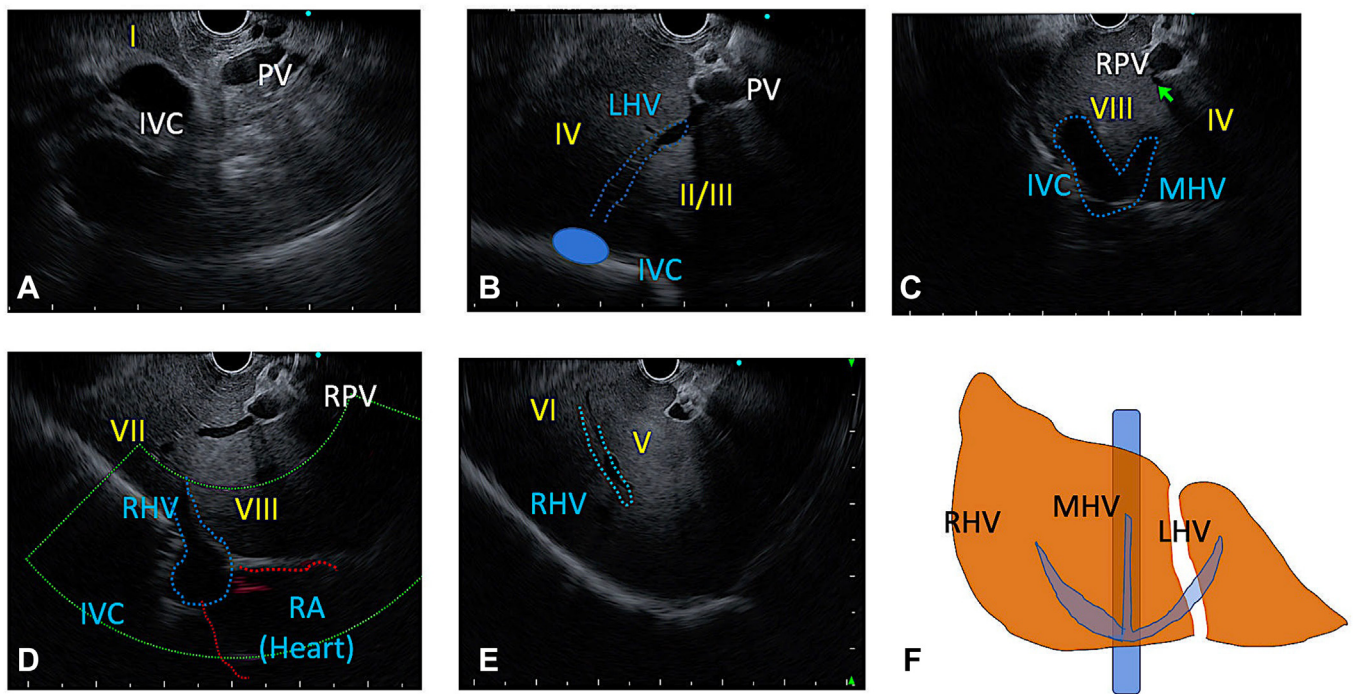 I
IVC
PV
A
LHV
PV
IV
II/III
IVC
B
RPV
VIII
IV
IVC
MHV
C
RPV
VII
RHV
VIII
IVC
RA
(Heart)
D
VI
V
RHV
E
RHV
MHV
LHV
F